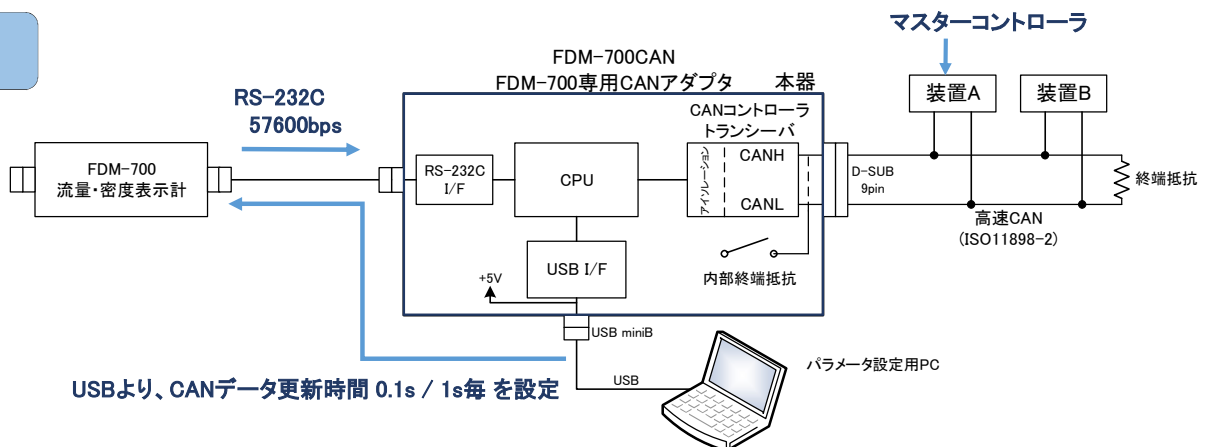 マスターコントローラ
FDM-700CAN
FDM-700専用CANアダプタ 本器
装置A 装置B
RS-232C
57600bps
CANコントローラ
トランシーバ
FDM-700
流量・密度表示計
RS-232C
I/F
CPU
アイソレーション
CANH
CANL
D-SUB
9pin
終端抵抗
高速CAN
(ISO11898-2)
内部終端抵抗
USB I/F
+5V
USB miniB
パラメータ設定用PC
USB
USBより、CANデータ更新時間 0.1s / 1s毎 を設定